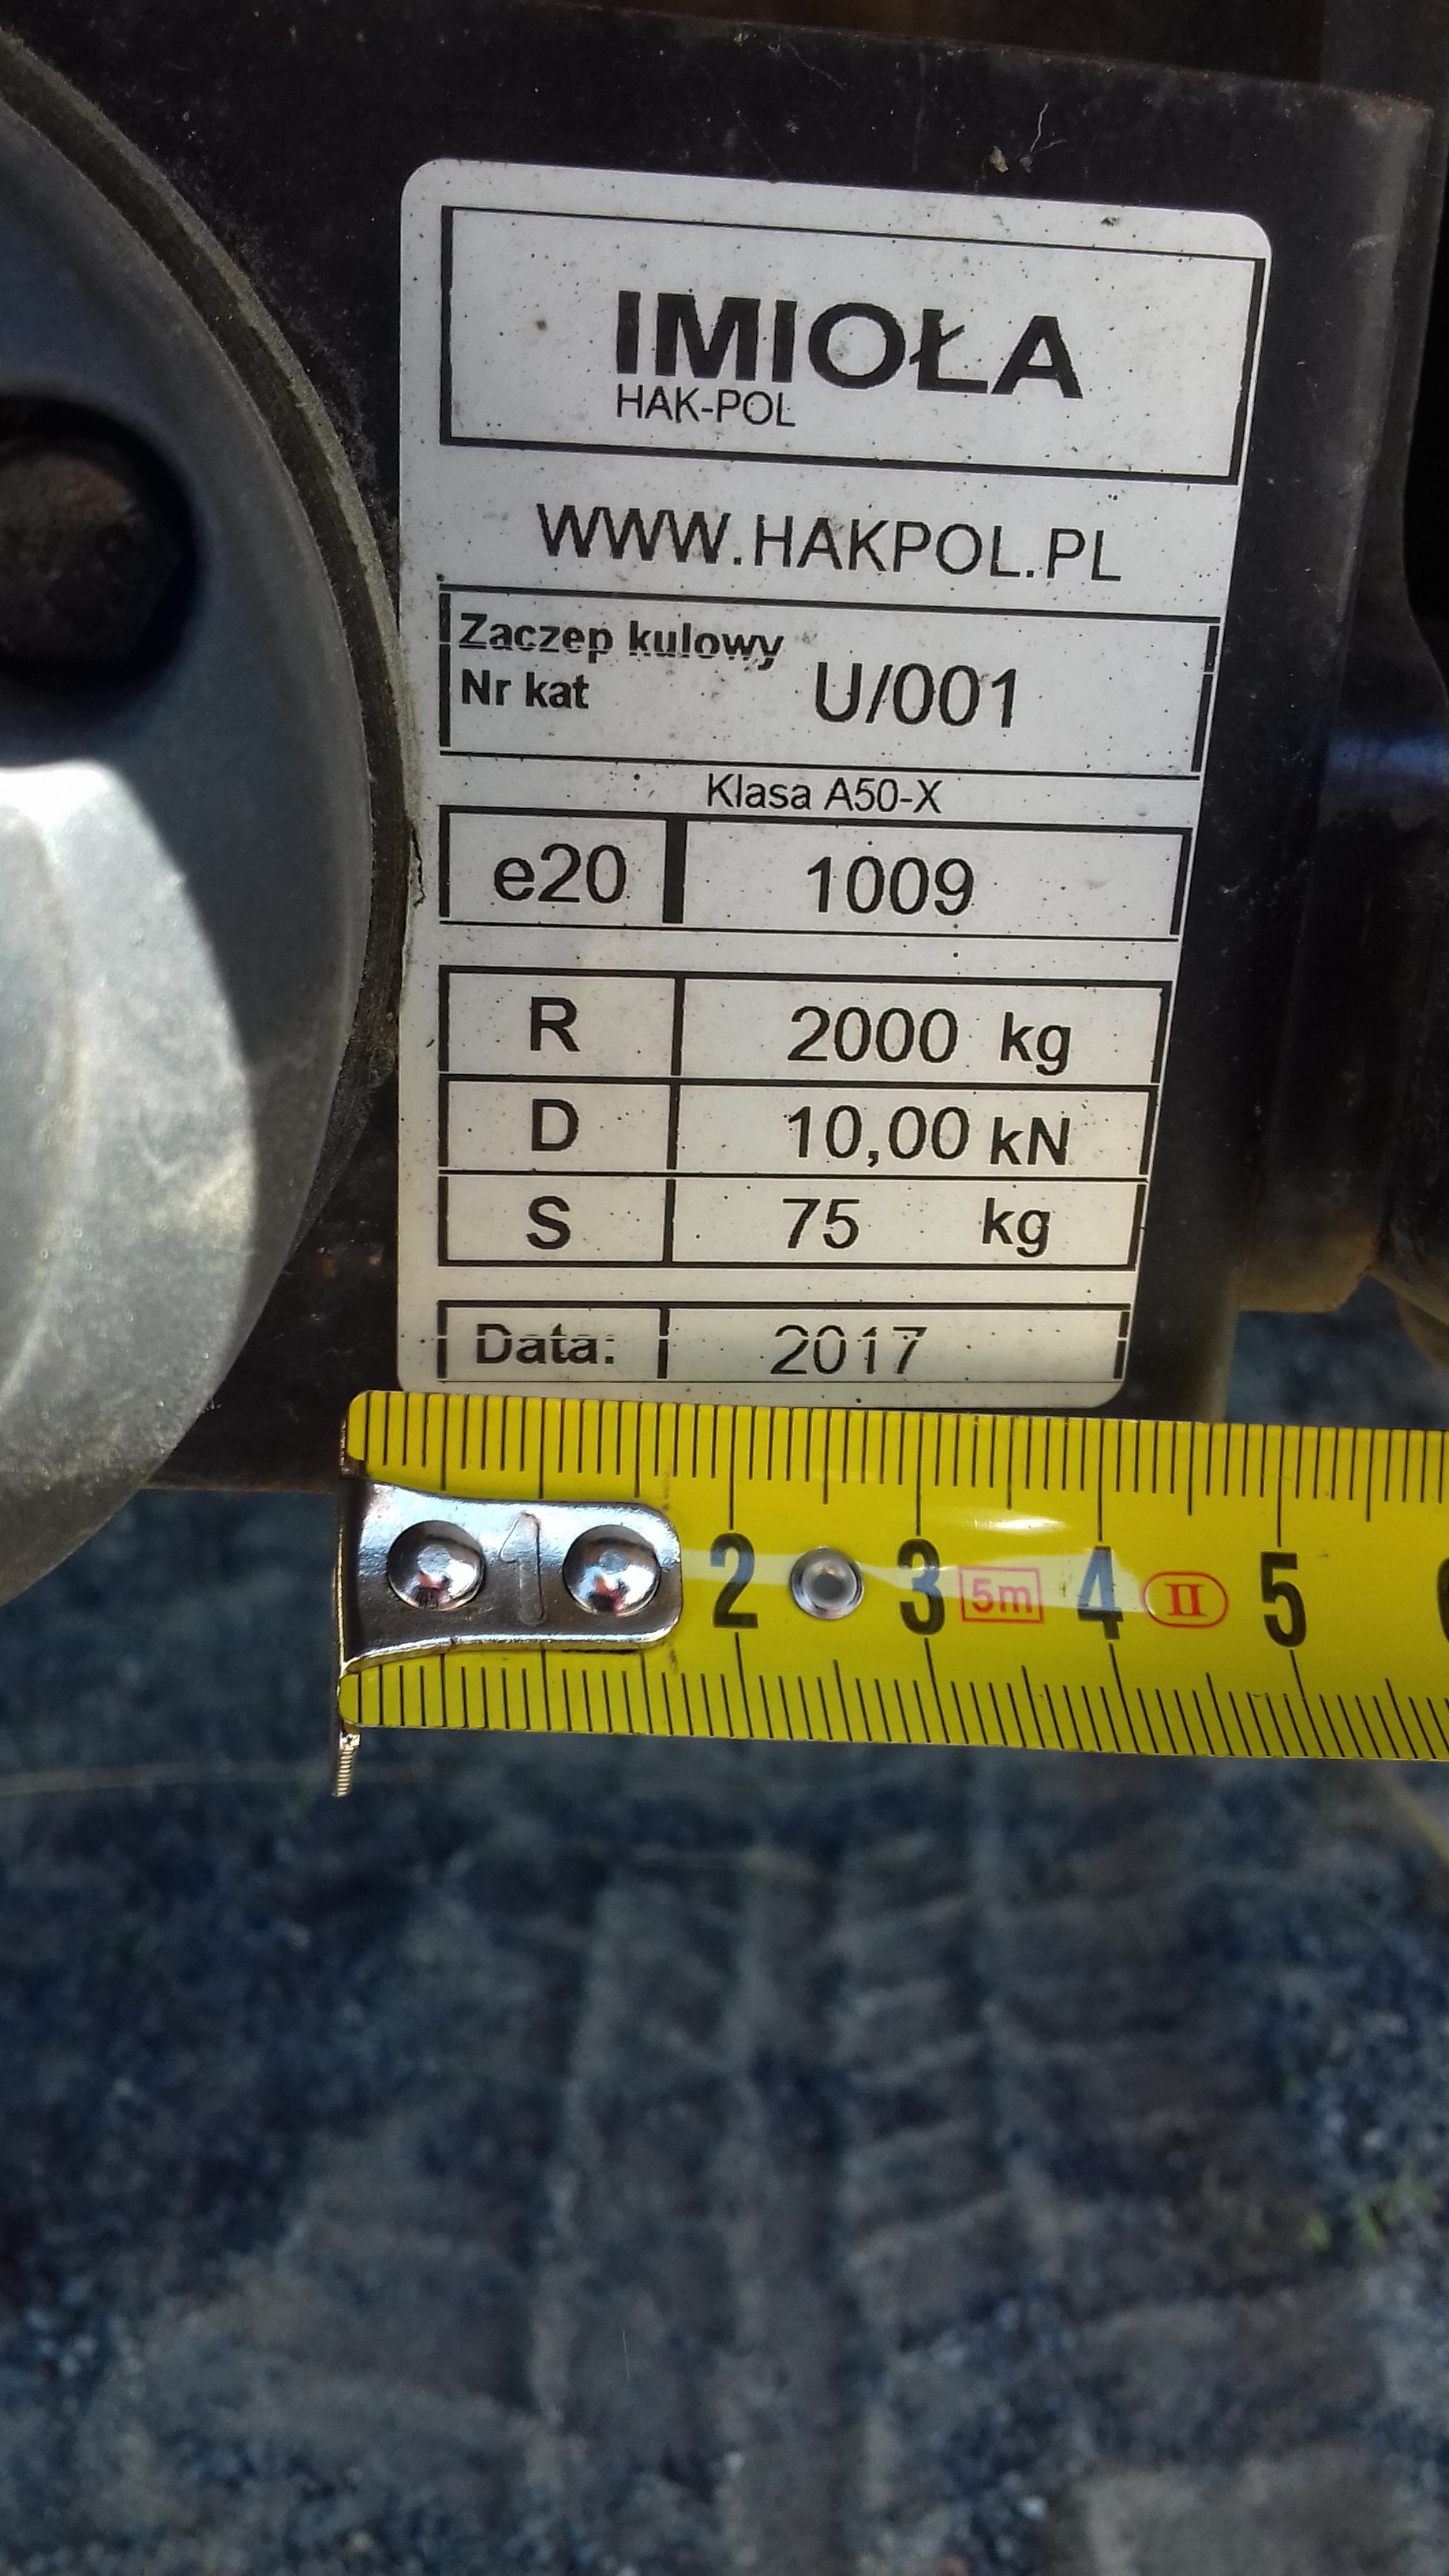 IMIOŁA
HAK-POL
WWW.HAKPOL.PL
Zaczep kulowy
Nr kat U/001
Klasa A50-X
e20 1009
R 2000 kg
D 10,00 kN
S 75 kg
Data: 2017
1 2 3 5m 4 II 5